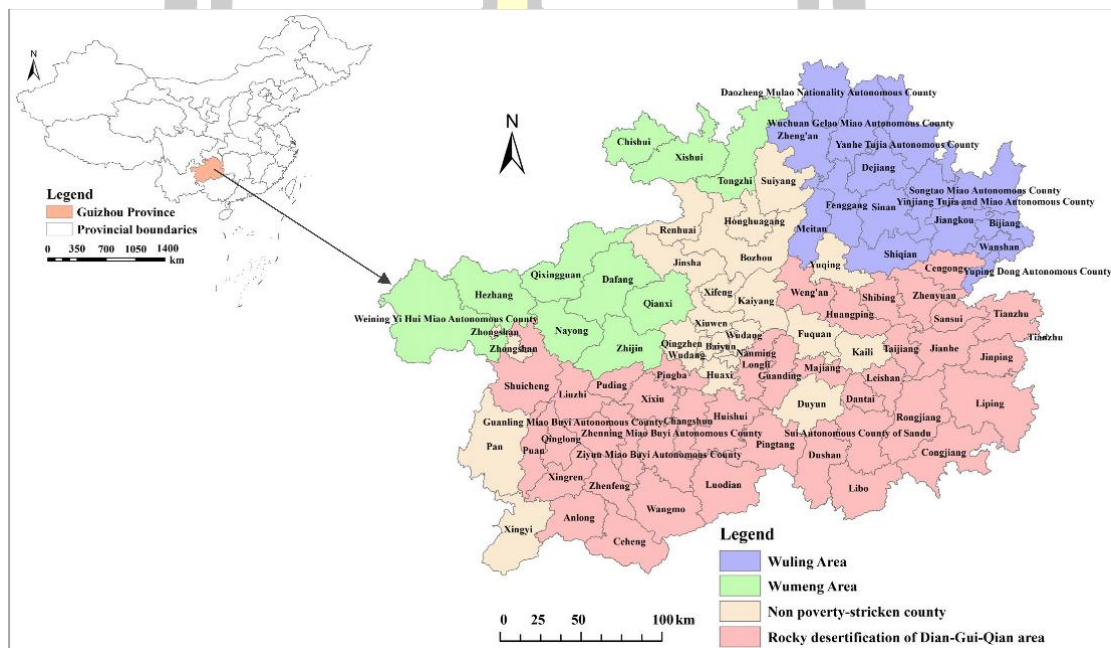 N
Legend
Guizhou Province
Provincial boundaries
0 350 700 1050 1400
km
N
Daozheng Mulao Nationality Autonomous County
Wuchuan Gelao Miao Autonomous County
Zheng'an
Chishui
Yanhe Tujia Autonomous County
Xishui
Dejiang
Tongzhi
Suiyang
Songtao Miao Autonomous County
Yinjiang Tujia and Miao Autonomous County
Fenggang
Sinan
Jiangkou
Bijiang
Honghuagang
Renhuai
Meitan
Wanshan
Bozhou
Shiqian
Jinsha
Yuqing
Cengong
Yuping Dong Autonomous County
Qixingguan
Dafang
Hezhang
Xifeng
Weng'an
Shibing
Zhenyuan
Qianxi
Kaiyang
Huangping
Tianzhu
Weining Yi Hui Miao Autonomous County
Sansui
Zhongshan
Nayong
Xiuwen
Wudang
Fuquan
Tianzhu
Zhongshan
Zhijin
Qingzhen
Baiyun
Nanming
Kaili
Taijiang
Jianhe
Wudang
Longli
Jinping
Pingba
Huaxi
Guanding
Majiang
Leishan
Shuicheng
Liuzhi
Puding
Xixiu
Duyun
Dantai
Liping
Rongjiang
Guanling Miao Buyi Autonomous County
Changshun
Huishui
Pan
Qinglong
Zhenning Miao Buyi Autonomous County
Sui Autonomous County of Sandu
Puan
Ziyun Miao Buyi Autonomous County
Pingtang
Dushan
Congjiang
Xingren
Zhenfeng
Luodian
Libo
Wangmo
Xingyi
Anlong
Ceheng
Legend
Wuling Area
Wumeng Area
Non poverty-stricken county
Rocky desertification of Dian-Gui-Qian area
0 25 50 100 km